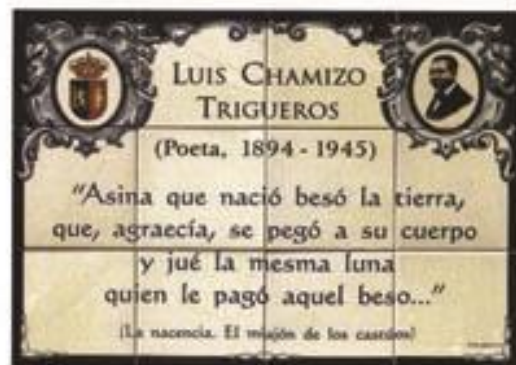 LUIS CHAMIZO
TRIGUEROS
(Poeta, 1894 - 1945)
"Asina que nació besó la tierra,
que, agraecía, se pegó a su cuerpo
y jué la mesma luna
quien le pagó aquel beso..."
(La nacencia. El miajón de los castúos)